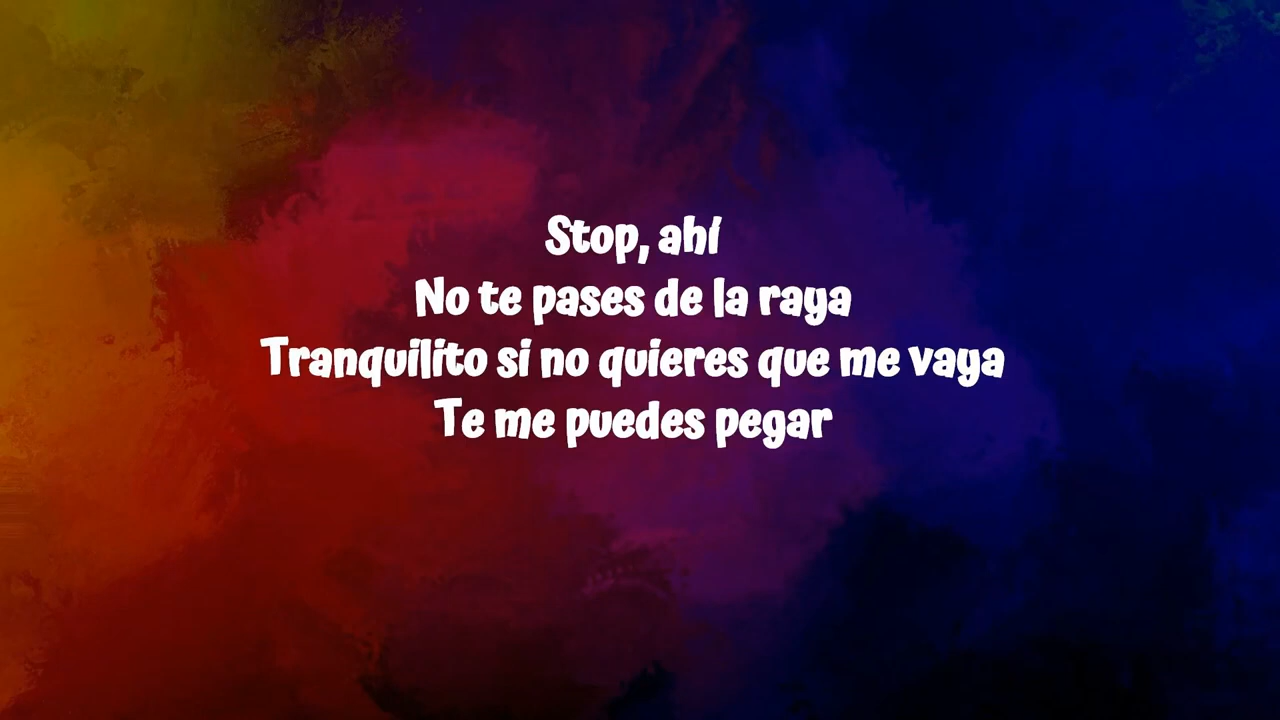 Stop, ahí
No te pases de la raya
Tranquilito si no quieres que me vaya
Te me puedes pegar